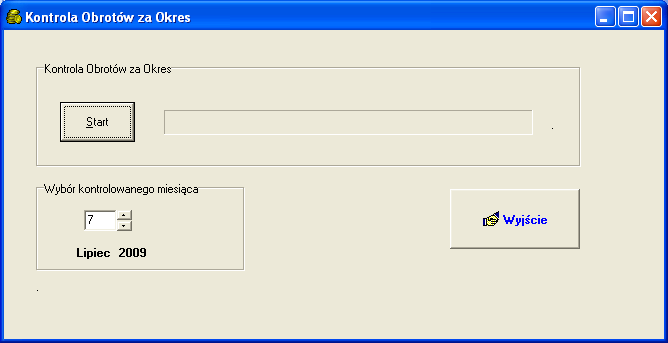 Kontrola Obrotów za Okres
Kontrola Obrotów za Okres
Start
.
Wybór kontrolowanego miesiąca
7
Lipiec 2009
Wyjście
.